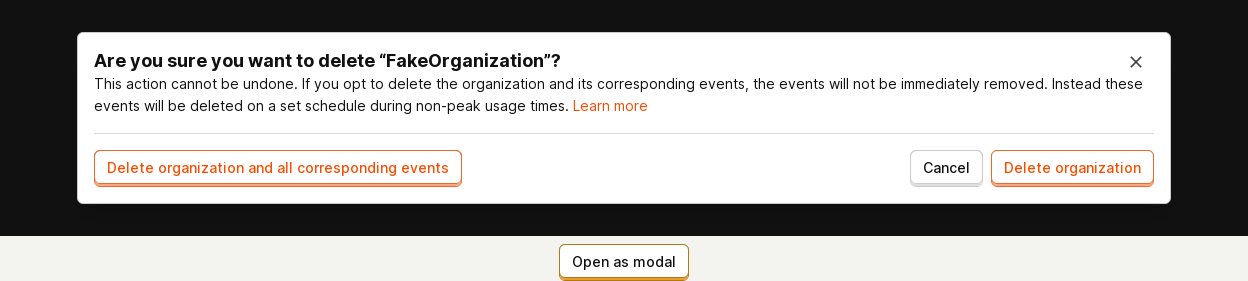 Are you sure you want to delete “FakeOrganization”?
This action cannot be undone. If you opt to delete the organization and its corresponding events, the events will not be immediately removed. Instead these
events will be deleted on a set schedule during non-peak usage times. Learn more
Delete organization and all corresponding events
Cancel
Delete organization
Open as modal